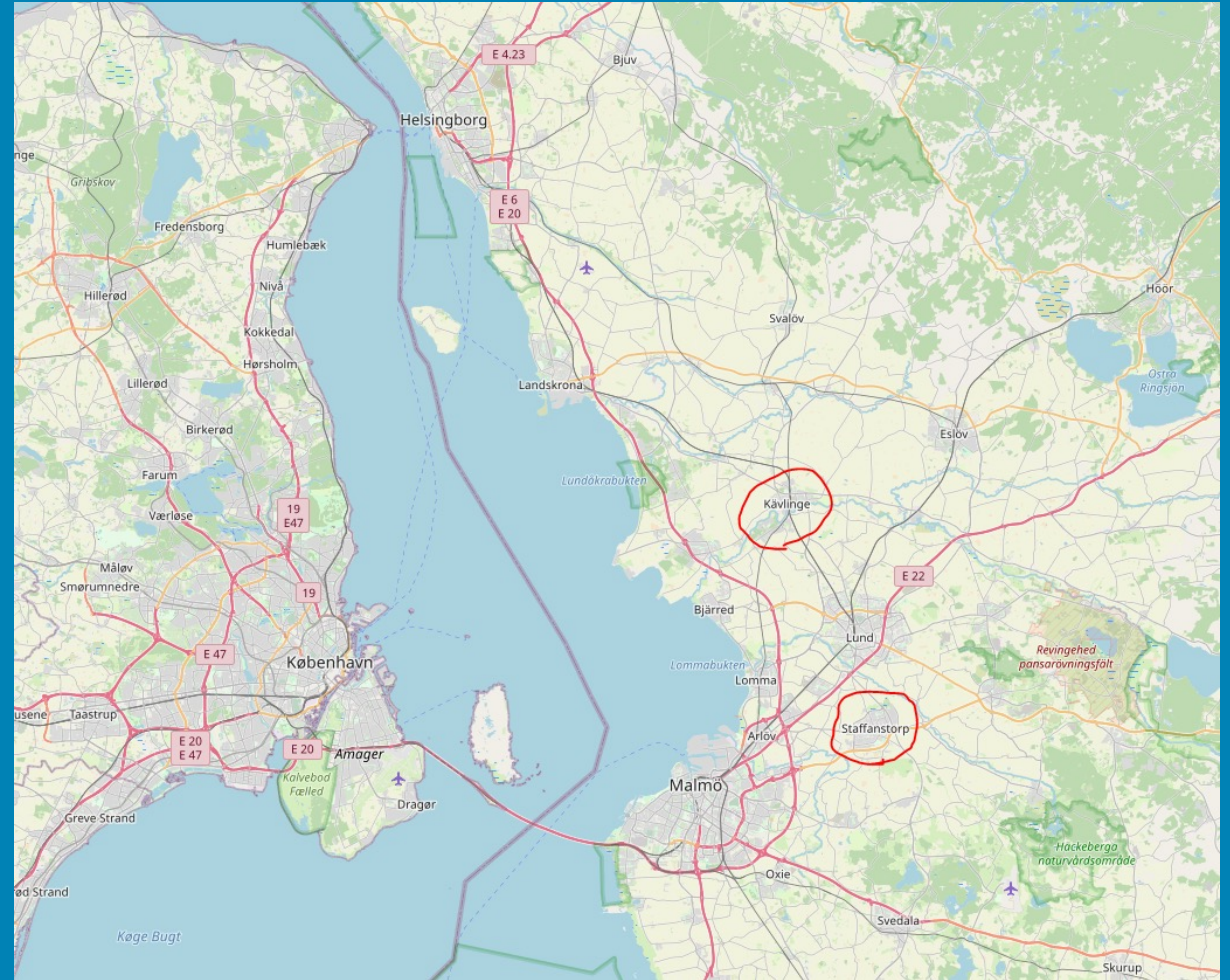 E 4.23
Bjuv
Helsingborg
nge
Gribskov
E 6
E 20
Fredensborg
Humlebæk
Nivå
Hillerød
Höör
Svalöv
Kokkedal
Hørsholm
Lillerød
Landskrona
Östra
Ringsjön
Birkerød
Eslöv
Farum
Lundåkrabukten
Kävlinge
Værløse
19
E47
Måløv
Smørumnedre
E 22
19
Bjärred
Lund
E 47
København
Revingehed
pansarövningsfält
Lommabukten
Lomma
usene
Taastrup
Staffanstorp
Arlöv
E 20
E 47
E 20
Amager
Kalvebod
Fælled
Malmö
Dragør
Greve Strand
Häckeberga
naturvårdsområde
Oxie
ød Strand
Svedala
Køge Bugt
Skurup